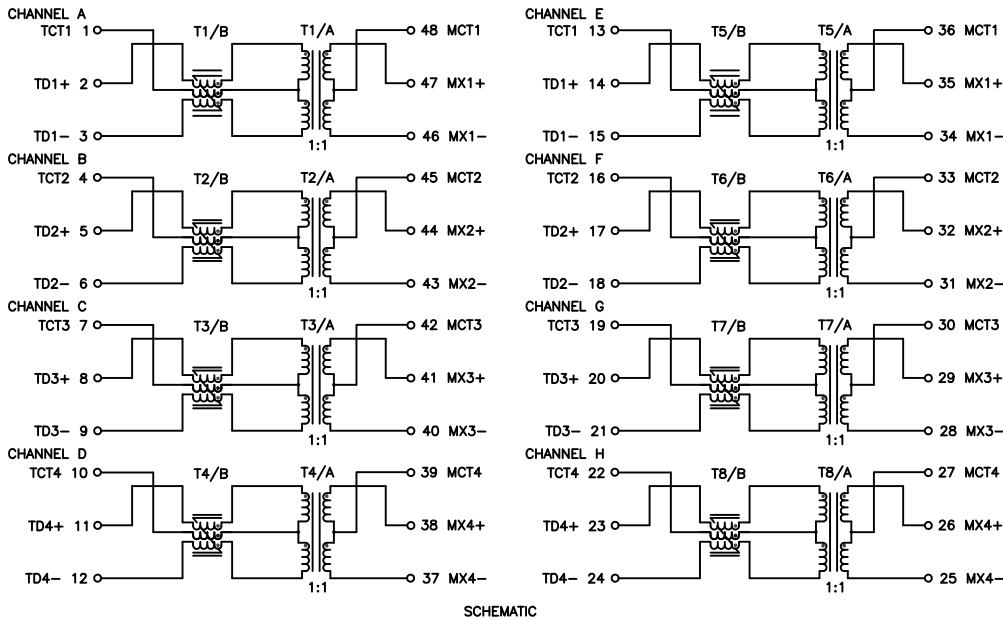 CHANNEL A
TCT1 1 T1/B T1/A 48 MCT1
TD1+ 2 47 MX1+
TD1- 3 46 MX1-
1:1
CHANNEL B
TCT2 4 T2/B T2/A 45 MCT2
TD2+ 5 44 MX2+
TD2- 6 43 MX2-
1:1
CHANNEL C
TCT3 7 T3/B T3/A 42 MCT3
TD3+ 8 41 MX3+
TD3- 9 40 MX3-
1:1
CHANNEL D
TCT4 10 T4/B T4/A 39 MCT4
TD4+ 11 38 MX4+
TD4- 12 37 MX4-
1:1
CHANNEL E
TCT1 13 T5/B T5/A 36 MCT1
TD1+ 14 35 MX1+
TD1- 15 34 MX1-
1:1
CHANNEL F
TCT2 16 T6/B T6/A 33 MCT2
TD2+ 17 32 MX2+
TD2- 18 31 MX2-
1:1
CHANNEL G
TCT3 19 T7/B T7/A 30 MCT3
TD3+ 20 29 MX3+
TD3- 21 28 MX3-
1:1
CHANNEL H
TCT4 22 T8/B T8/A 27 MCT4
TD4+ 23 26 MX4+
TD4- 24 25 MX4-
1:1
SCHEMATIC